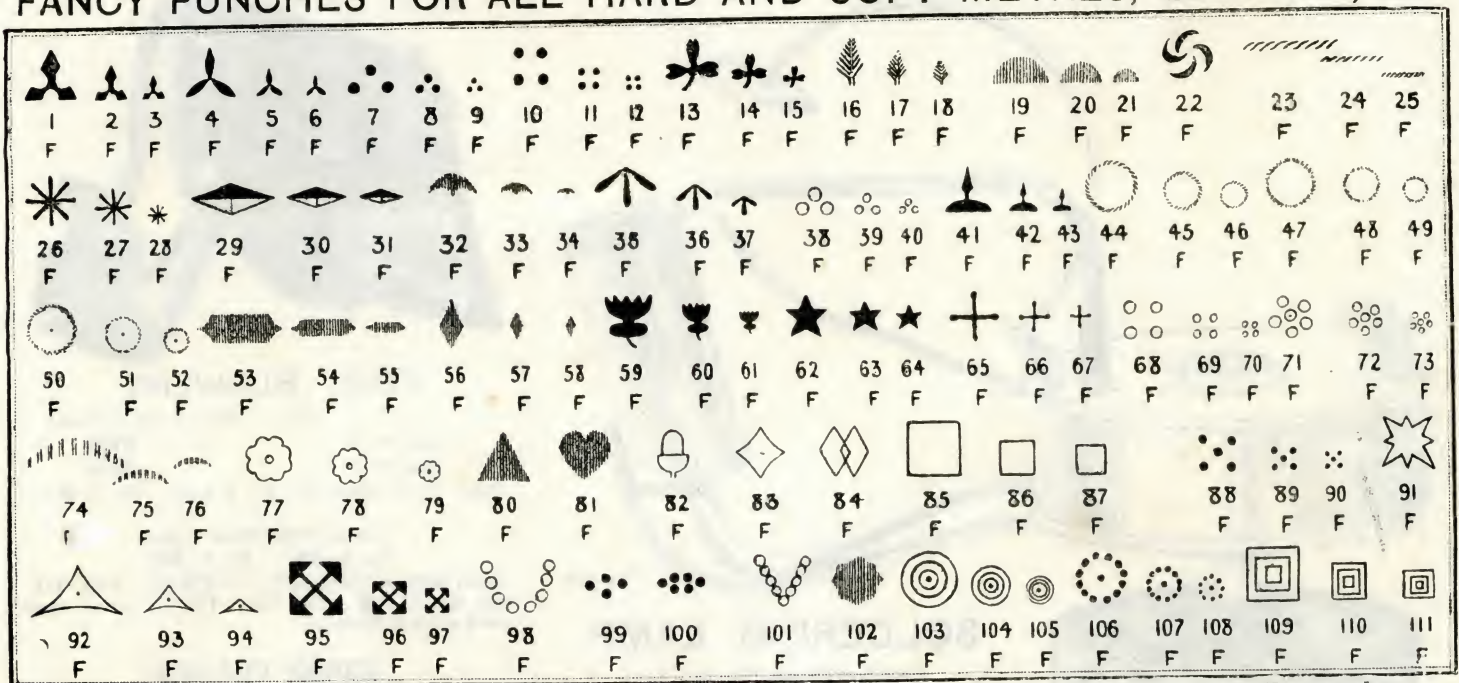 FANCY PUNCHES FOR ALL HARD AND SOFT
1 2 3 4 5 6 7 8 9 10 11 12 13 14 15 16 17 18 19 20 21 22 23 24 25
F F F F F F F F F F F F F F F F F F F F F F F F F
26 27 28 29 30 31 32 33 34 38 36 37 38 39 40 41 42 43 44 45 46 47 48 49
F F F F F F F F F F F F F F F F F F F F F F F F
50 51 52 53 54 55 56 57 58 59 60 61 62 63 64 65 66 67 68 69 70 71 72 73
F F F F F F F F F F F F F F F F F F F F F F F F
74 75 76 77 78 79 80 81 82 83 84 85 86 87 88 89 90 91
F F F F F F F F F F F F F F F F F F
92 93 94 95 96 97 98 99 100 101 102 103 104 105 106 107 108 109 110 111
F F F F F F F F F F F F F F F F F F F F